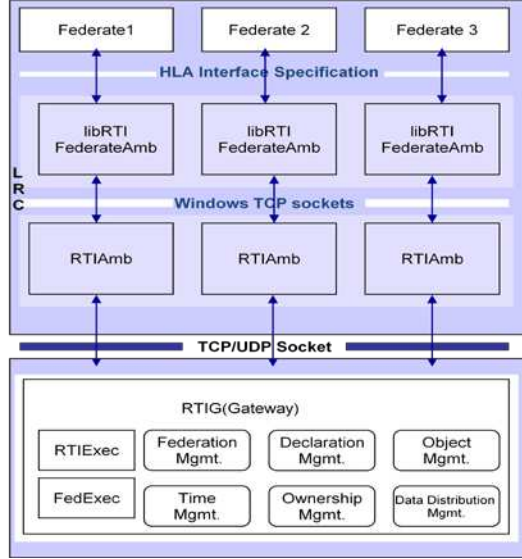 Federate1
Federate 2
Federate 3
HLA Interface Specification
libRTI
FederateAmb
libRTI
FederateAmb
libRTI
FederateAmb
L
R
C
Windows TCP sockets
RTIAmb
RTIAmb
RTIAmb
TCP/UDP Socket
RTIG(Gateway)
RTIExec
Federation
Mgmt.
Declaration
Mgmt.
Object
Mgmt.
FedExec
Time
Mgmt.
Ownership
Mgmt.
Data Distribution
Mgmt.